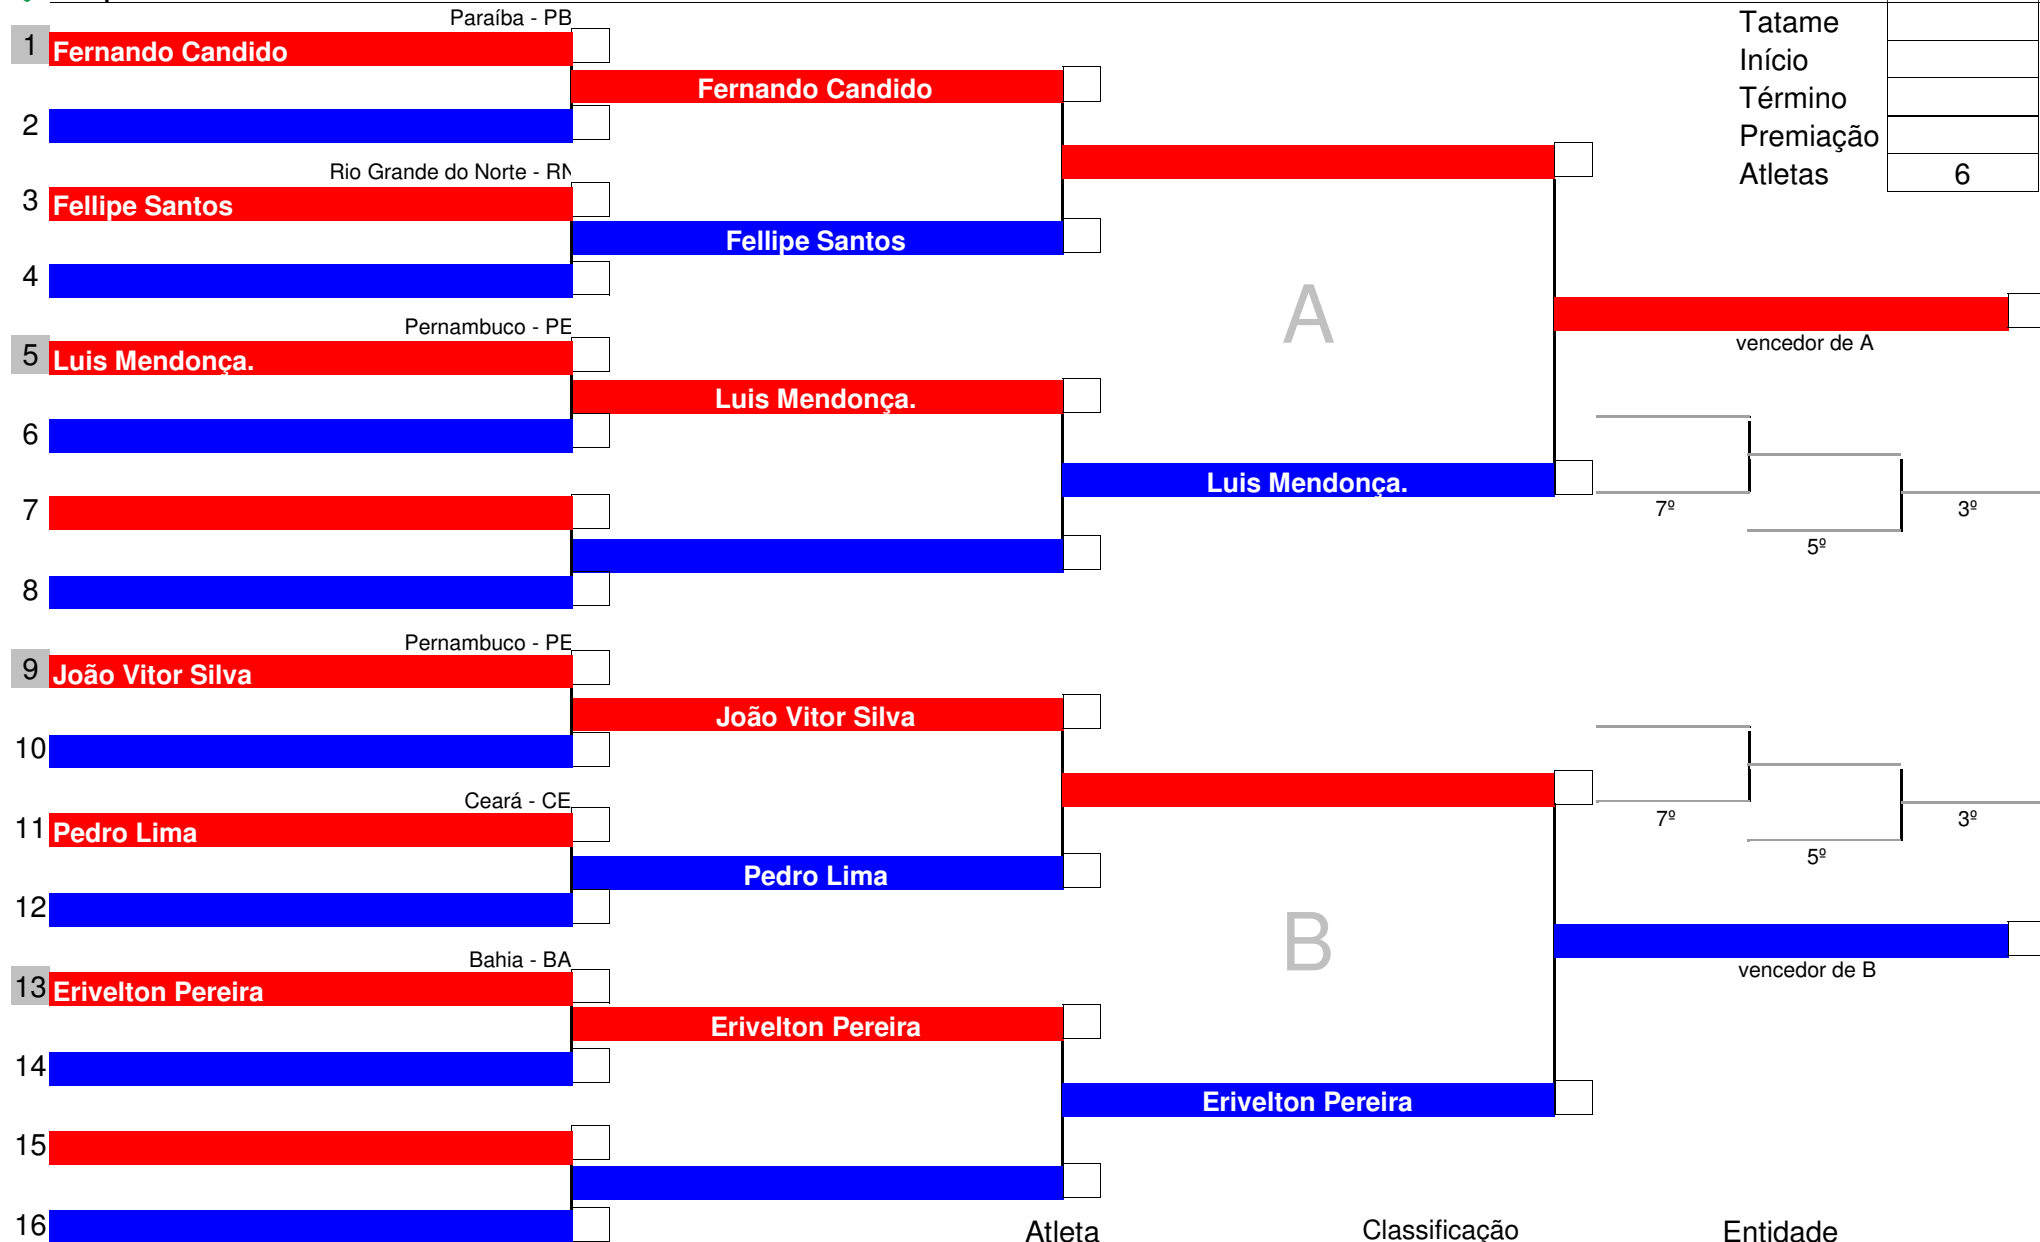 Paraíba - PB
1 Fernando Candido
Fernando Candido
2
Rio Grande do Norte - RN
3 Fellipe Santos
Fellipe Santos
4
Pernambuco - PE
5 Luis Mendonça.
Luis Mendonça.
6
Luis Mendonça.
7
8
A
Pernambuco - PE
9 João Vitor Silva
João Vitor Silva
10
Ceará - CE
11 Pedro Lima
Pedro Lima
12
Bahia - BA
13 Erivelton Pereira
Erivelton Pereira
14
Erivelton Pereira
15
16
B
Tatame
Início
Término
Premiação
Atletas 6
vencedor de A
7º 3º
5º
7º 3º
5º
vencedor de B
Atleta Classificação Entidade